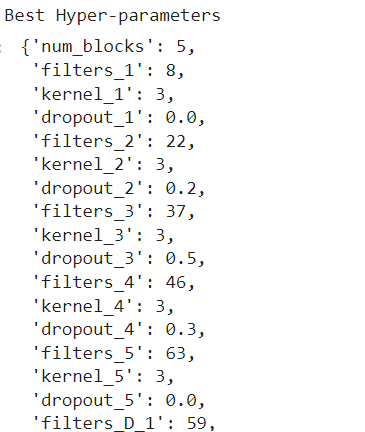 Best Hyper-parameters
: {'num_blocks': 5,
'filters_1': 8,
'kernel_1': 3,
'dropout_1': 0.0,
'filters_2': 22,
'kernel_2': 3,
'dropout_2': 0.2,
'filters_3': 37,
'kernel_3': 3,
'dropout_3': 0.5,
'filters_4': 46,
'kernel_4': 3,
'dropout_4': 0.3,
'filters_5': 63,
'kernel_5': 3,
'dropout_5': 0.0,
'filters_D_1': 59,